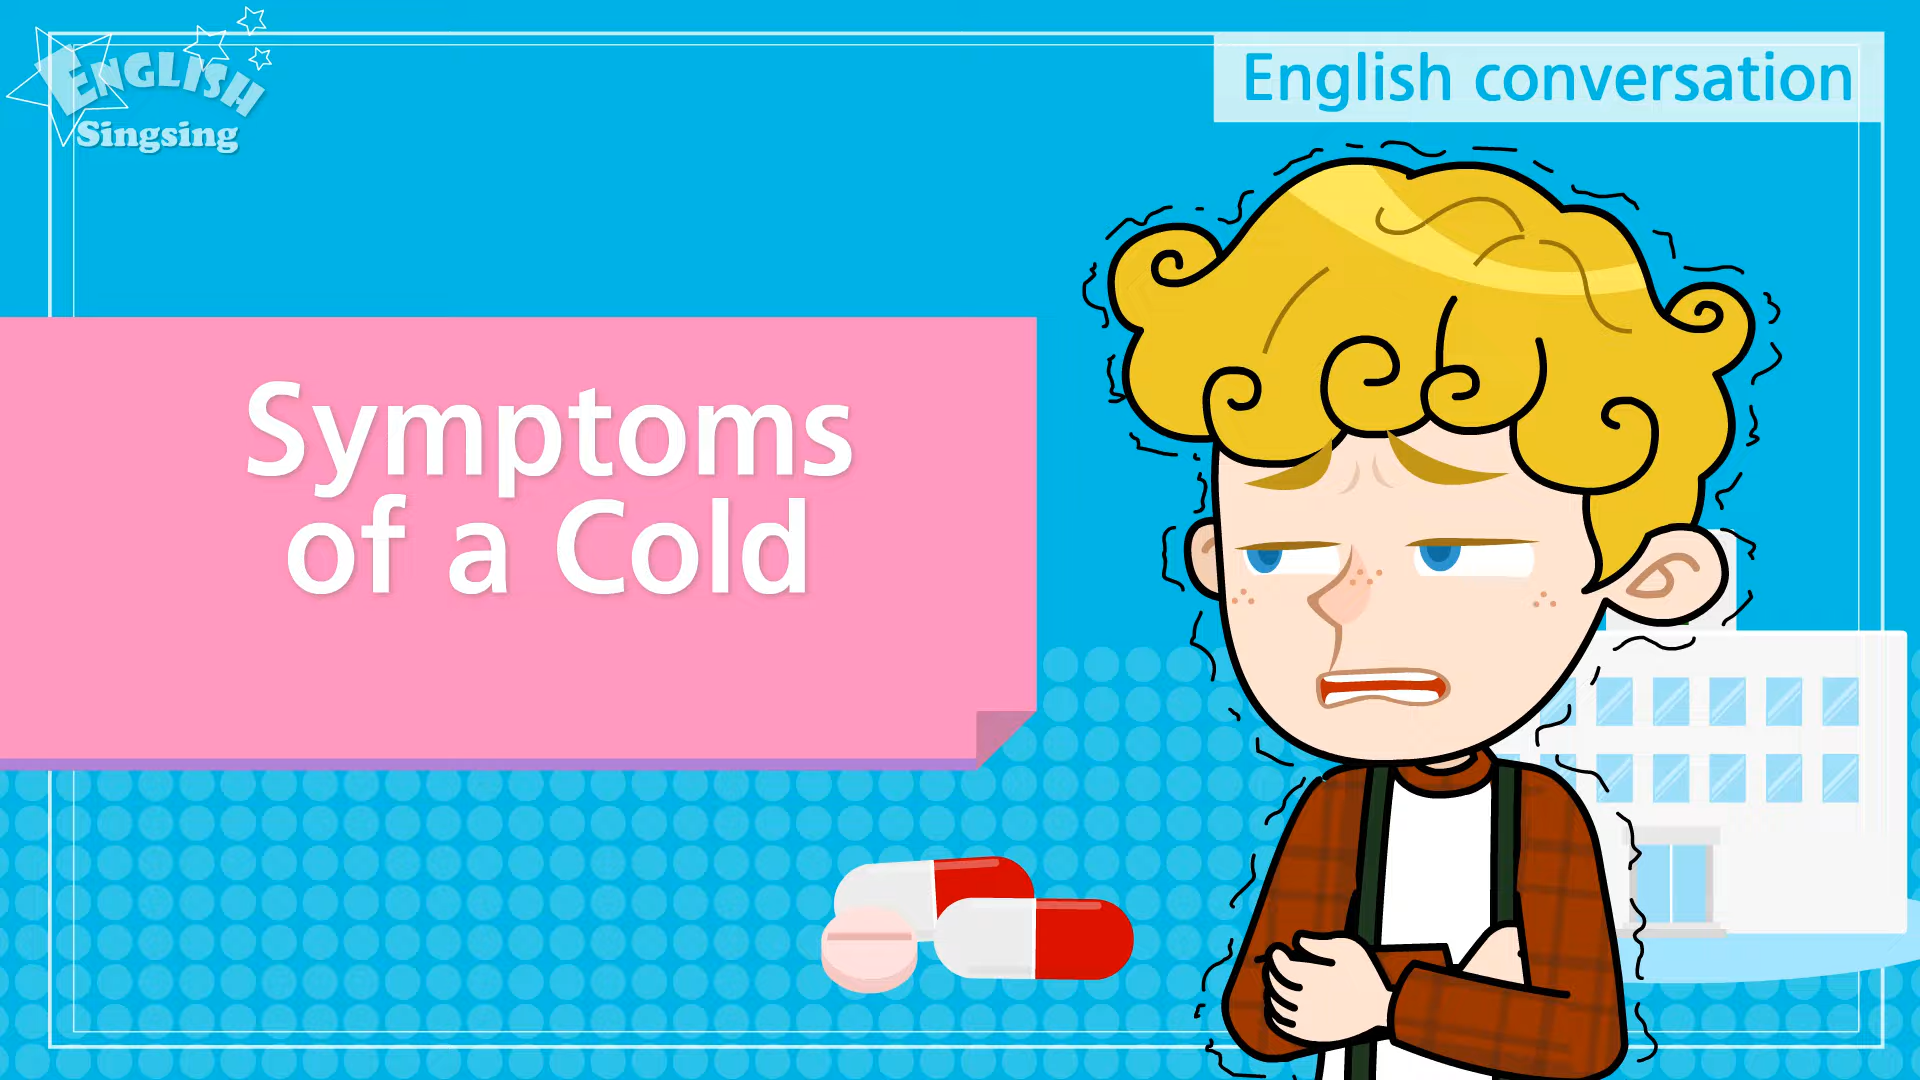 ENGLISH
Singsing
English conversation
Symptoms
of a Cold